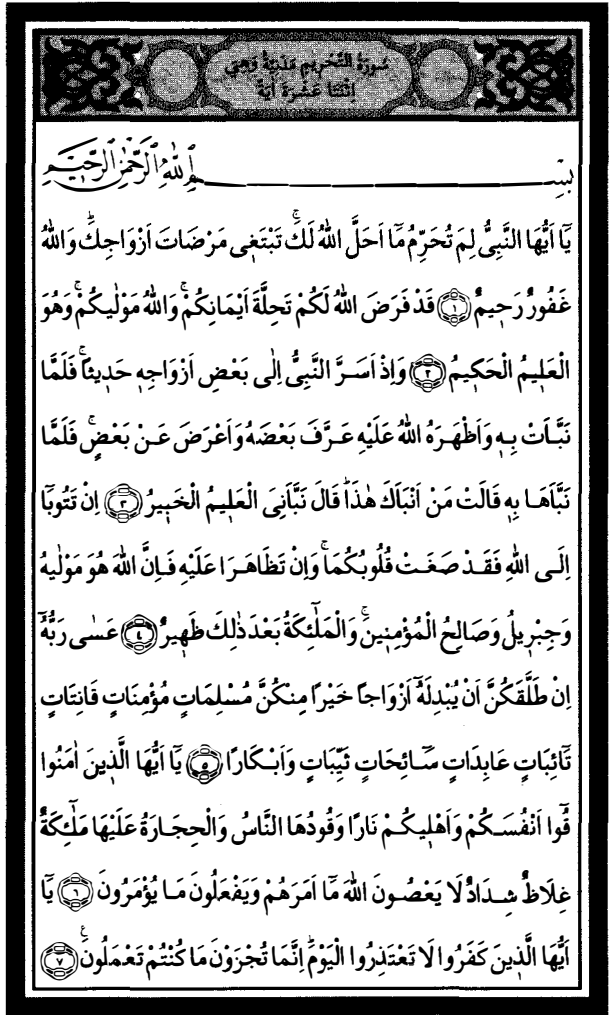 سُورَةُ التَّحْرِيمِ مَدَنِيَّةٌ وَهِيَ
اِثْنَتَا عَشْرَةَ اٰيَةً
بِسْــــــــمِ اللّٰهِ الرَّحْمٰنِ الرَّحِيمِ
يَٓا اَيُّهَا النَّبِىُّ لِمَ تُحَرِّمُ مَٓا اَحَلَّ اللّٰهُ لَكَۚ تَبْتَغٖى مَرْضَاتَ اَزْوَاجِكَؕ وَاللّٰهُ
غَفُورٌ رَحٖيمٌ ﴿١﴾ قَدْ فَرَضَ اللّٰهُ لَكُمْ تَحِلَّةَ اَيْمَانِكُمْۚ وَاللّٰهُ مَوْلٰيكُمْۚ وَهُوَ
الْعَلٖيمُ الْحَكٖيمُ ﴿٢﴾ وَاِذْ اَسَرَّ النَّبِىُّ اِلٰى بَعْضِ اَزْوَاجِهٖ حَدٖيثاًۚ فَلَمَّا
نَبَّاَتْ بِهٖ وَاَظْهَرَهُ اللّٰهُ عَلَيْهِ عَرَّفَ بَعْضَهُ وَاَعْرَضَ عَنْ بَعْضٍۚ فَلَمَّا
نَبَّاَهَا بِهٖ قَالَتْ مَنْ اَنْبَاَكَ هٰذَاؕ قَالَ نَبَّاَنِىَ الْعَلٖيمُ الْخَبٖيرُ ﴿٣﴾ اِنْ تَتُوبَٓا
اِلَى اللّٰهِ فَقَدْ صَغَتْ قُلُوبُكُمَاۚ وَاِنْ تَظَاهَرَا عَلَيْهِ فَاِنَّ اللّٰهَ هُوَ مَوْلٰيهُ
وَجِبْرٖيلُ وَصَالِحُ الْمُؤْمِنٖينَۚ وَالْمَلٰٓئِكَةُ بَعْدَ ذٰلِكَ ظَهٖيرٌ ﴿٤﴾ عَسٰى رَبُّهُٓ
اِنْ طَلَّقَكُنَّ اَنْ يُبْدِلَهُٓ اَزْوَاجاً خَيْرًا مِنْكُنَّ مُسْلِمَاتٍ مُؤْمِنَاتٍ قَانِتَاتٍ
تَٓائِبَاتٍ عَابِدَاتٍ سَٓائِحَاتٍ ثَيِّبَاتٍ وَاَبْكَارًا ﴿٥﴾ يَٓا اَيُّهَا الَّذٖينَ اٰمَنُوا
قُٓوا اَنْفُسَكُمْ وَاَهْلٖيكُمْ نَارًا وَقُودُهَا النَّاسُ وَالْحِجَارَةُ عَلَيْهَا مَلٰٓئِكَةٌ
غِلَاظٌ شِدَادٌ لَا يَعْصُونَ اللّٰهَ مَٓا اَمَرَهُمْ وَيَفْعَلُونَ مَا يُؤْمَرُونَ ﴿٦﴾ يَٓا
اَيُّهَا الَّذٖينَ كَفَرُوا لَا تَعْتَذِرُوا الْيَوْمَؕ اِنَّمَا تُجْزَوْنَ مَا كُنْتُمْ تَعْمَلُونَۚ ﴿٧﴾